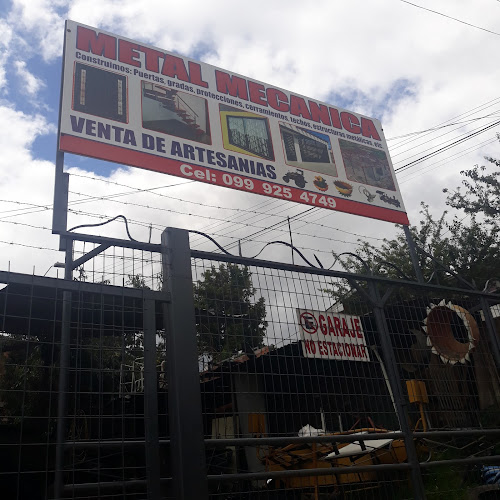 METAL MECANICA
Construimos: Puertas, gradas, protecciones, cerramientos, techos, estructuras metálicas, etc.
VENTA DE ARTESANIAS
Cel: 099 925 4749
E GARAJE
NO ESTACIONAR